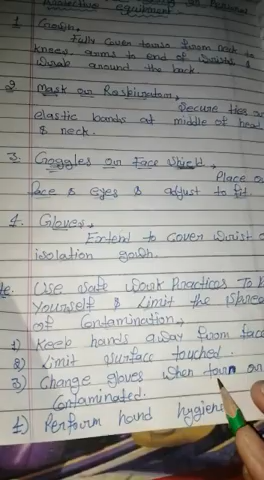 Protective equipment
1 Gown,
Fully cover torso from neck to
knees arms to end of wrists &
Wrap around the back.
2 Mask or Respirator,
Secure ties or
elastic bands at middle of head
& neck.
3. Goggles or Face Shield,
Place over
face & eyes & adjust to fit
4. Gloves,
Extend to cover wrist of
isolation gown.
Use Safe Work Practices To
Yourself & Limit the Spread
of Contamination,
1) Keep hands away from face
2) Limit surface touched.
3) Change gloves when torn or
Contaminated.
4) Perform hand hygiene